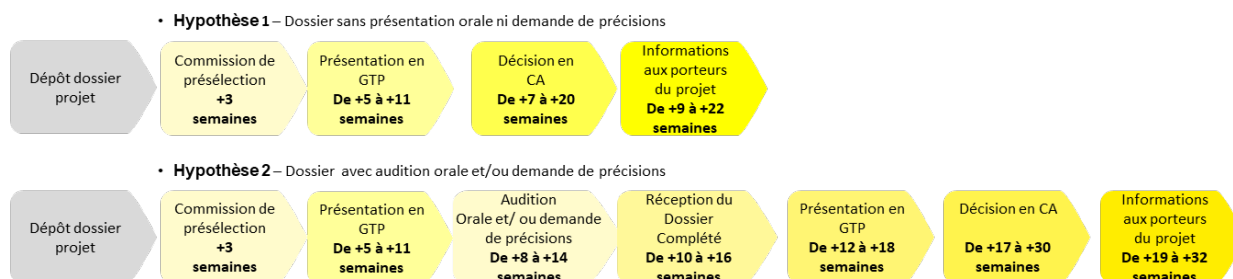 • Hypothèse 1 – Dossier sans présentation orale ni demande de précisions
Dépôt dossier
projet
Commission de
présélection
+3
semaines
Présentation en
GTP
De +5 à +11
semaines
Décision en
CA
De +7 à +20
semaines
Informations
aux porteurs
du projet
De +9 à +22
semaines
• Hypothèse 2 – Dossier avec audition orale et/ou demande de précisions
Dépôt dossier
projet
Commission de
présélection
+3
semaines
Présentation en
GTP
De +5 à +11
semaines
Audition
Orale et/ ou demande
de précisions
De +8 à +14
semaines
Réception du
Dossier
Complété
De +10 à +16
semaines
Présentation en
GTP
De +12 à +18
semaines
Décision en CA
De +17 à +30
semaines
Informations
aux porteurs
du projet
De +19 à +32
semaines